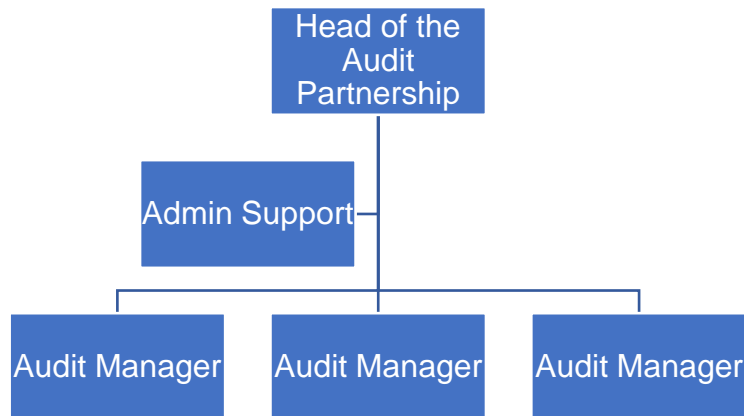 Head of the
Audit
Partnership
Admin Support
Audit Manager
Audit Manager
Audit Manager